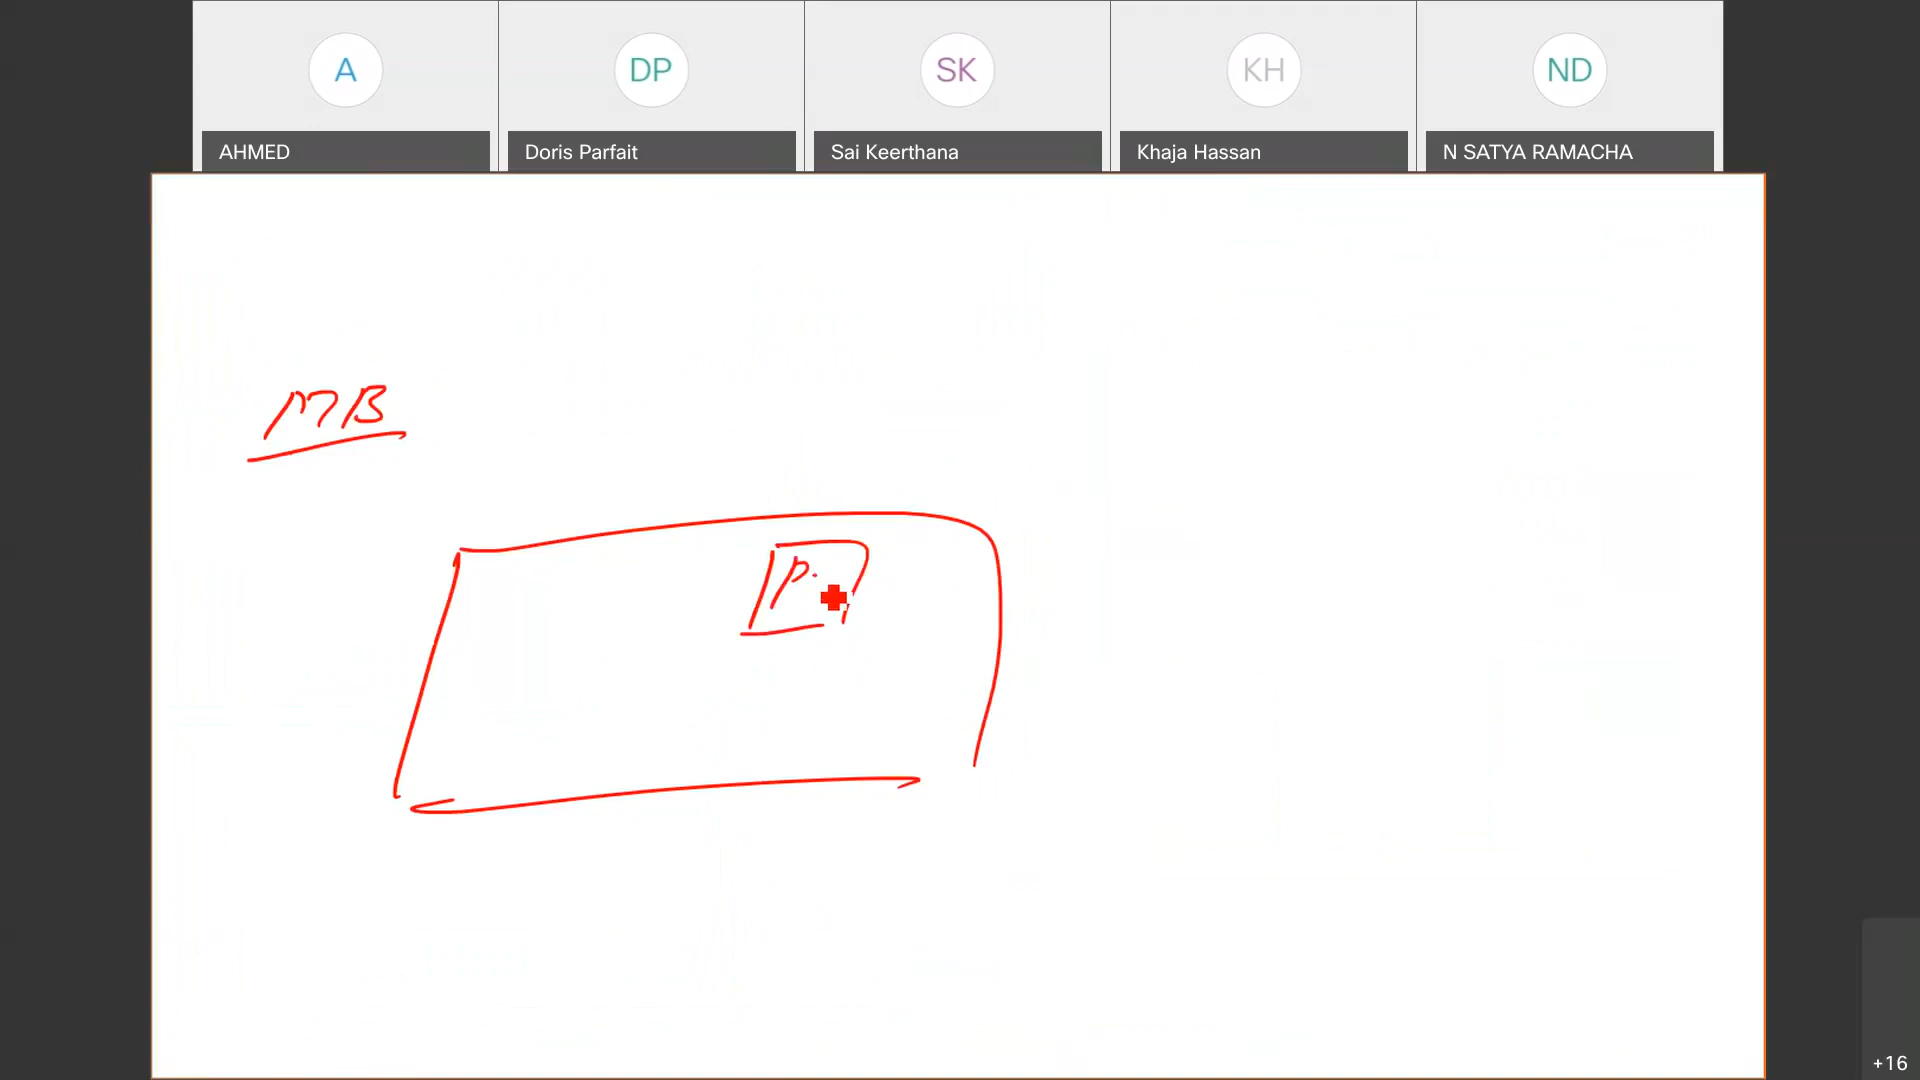 A DP SK KH ND
AHMED Doris Parfait Sai Keerthana Khaja Hassan N SATYA RAMACHA
MB
P.
+16